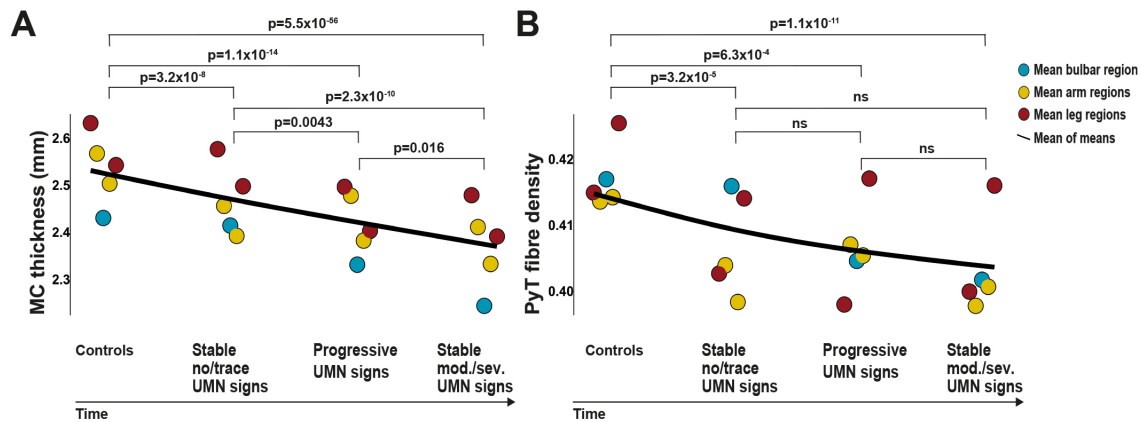 A
p=5.5x10⁻⁵⁶
p=1.1x10⁻¹⁴
p=3.2x10⁻⁸
p=2.3x10⁻¹⁰
p=0.0043
p=0.016
MC thickness (mm)
2.6
2.5
2.4
2.3
Controls
Stable
no/trace
UMN signs
Progressive
UMN signs
Stable
mod./sev.
UMN signs
Time
B
p=1.1x10⁻¹¹
p=6.3x10⁻⁴
p=3.2x10⁻⁵
ns
ns
ns
PyT fibre density
0.42
0.41
0.40
Controls
Stable
no/trace
UMN signs
Progressive
UMN signs
Stable
mod./sev.
UMN signs
Time
Mean bulbar region
Mean arm regions
Mean leg regions
Mean of means